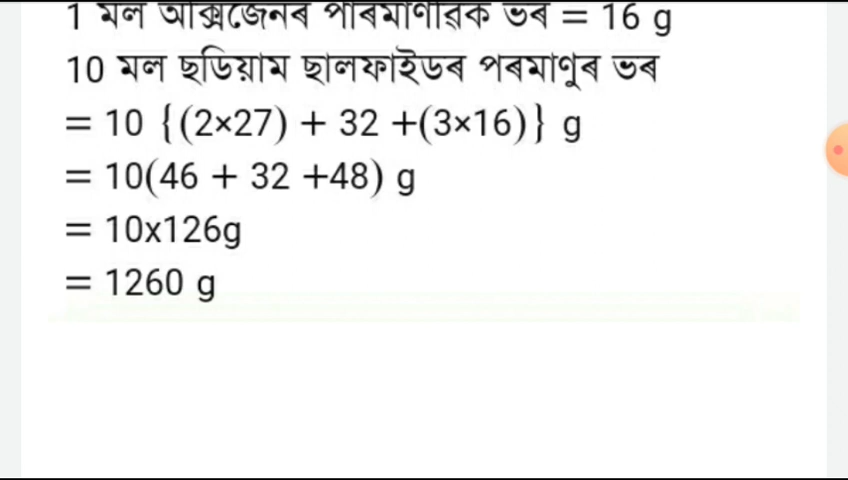 1 মল অক্সিজেনৰ পাৰমাণৱিক ভৰ = 16 g
10 মল ছডিয়াম ছালফাইডৰ পৰমাণুৰ ভৰ
= 10 {(2×27) + 32 +(3×16)} g
= 10(46 + 32 +48) g
= 10x126g
= 1260 g